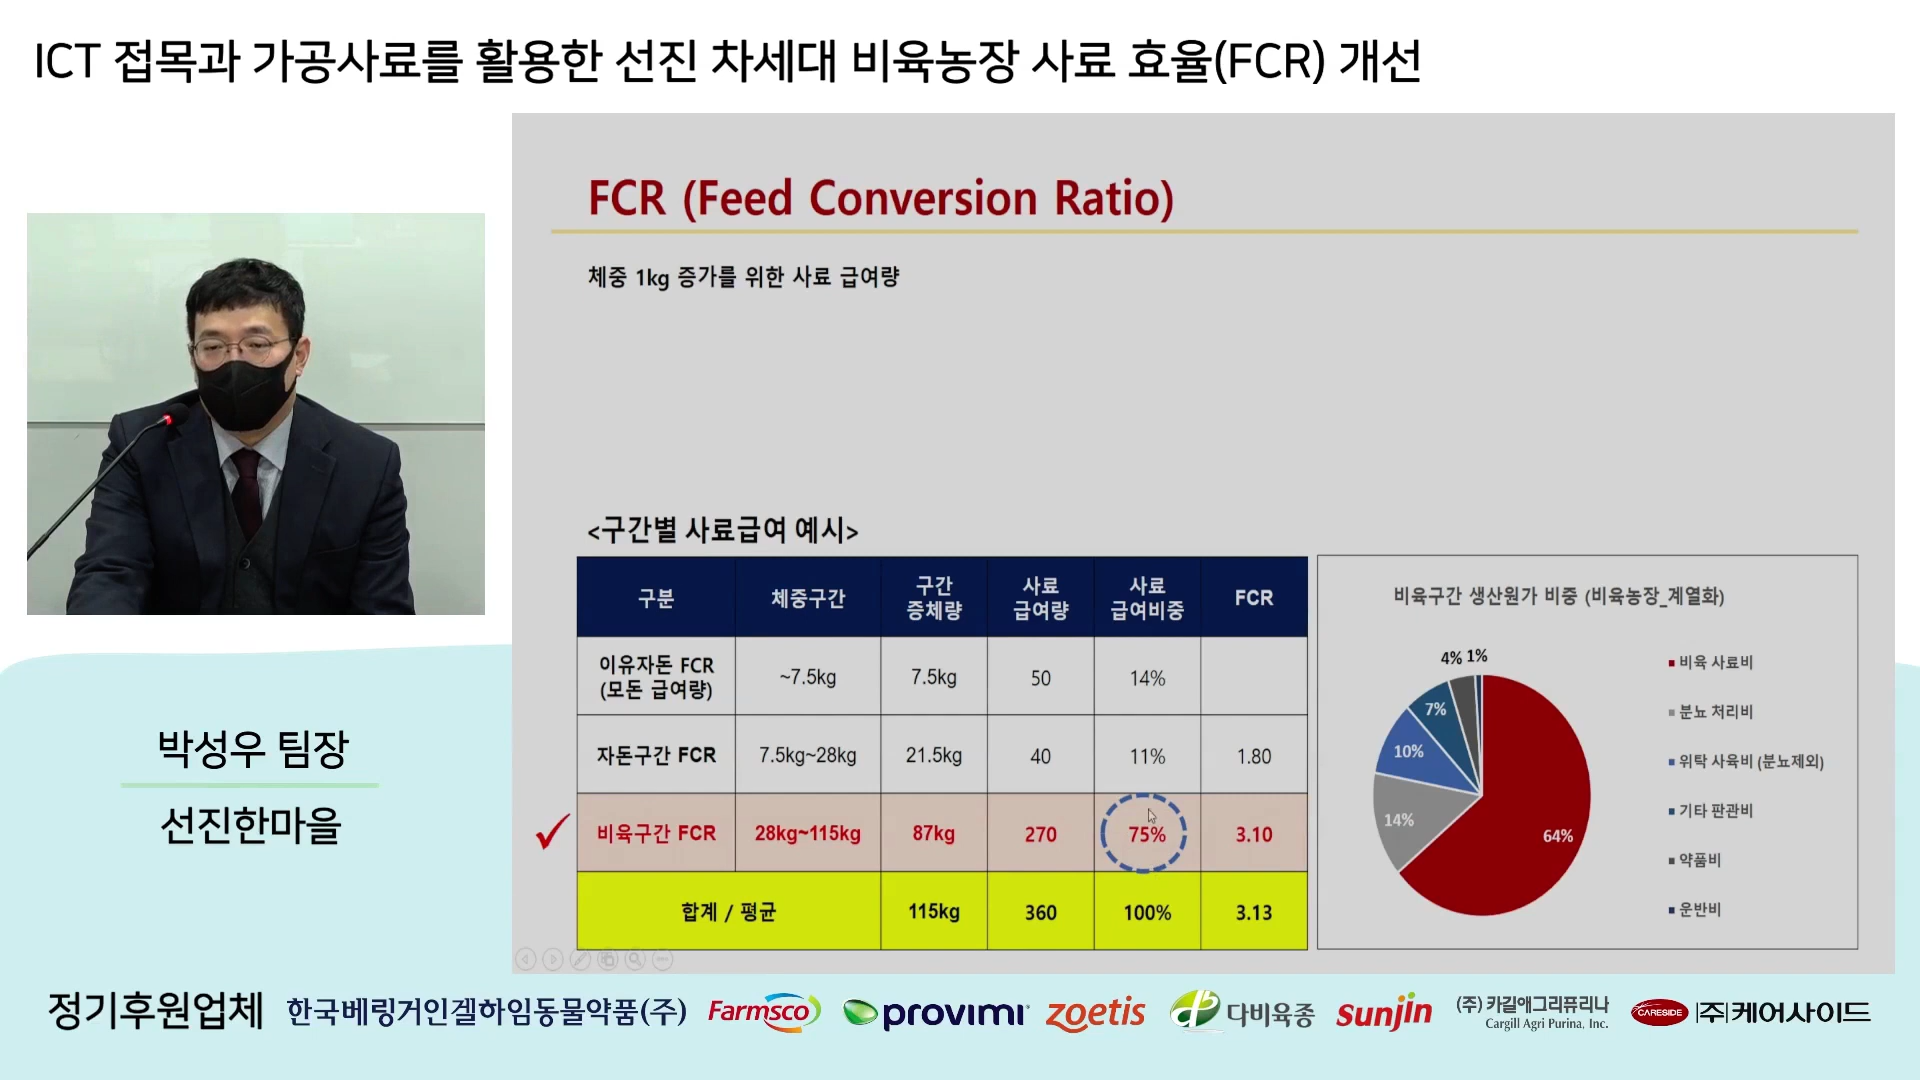 ICT 접목과 가공사료를 활용한 선진 차세대 비육농장 사료 효율(FCR) 개선
FCR (Feed Conversion Ratio)
체중 1kg 증가를 위한 사료 급여량
<구간별 사료급여 예시>
구분 체중구간 구간 증체량 사료 급여량 사료 급여비중 FCR
이유자돈 FCR (모돈 급여량) ~7.5kg 7.5kg 50 14%
자돈구간 FCR 7.5kg~28kg 21.5kg 40 11% 1.80
비육구간 FCR 28kg~115kg 87kg 270 75% 3.10
합계 / 평균 115kg 360 100% 3.13
비육구간 생산원가 비중 (비육농장_계열화)
4% 1%
7%
10%
14%
64%
비육 사료비
분뇨 처리비
위탁 사육비 (분뇨제외)
기타 판관비
약품비
운반비
박성우 팀장
선진한마을
정기후원업체 한국베링거인겔하임동물약품(주) Farmsco provimi zoetis 다비육종 sunjin (주) 카길애그리퓨리나 Cargill Agri Purina, Inc. CARESIDE (주)케어사이드